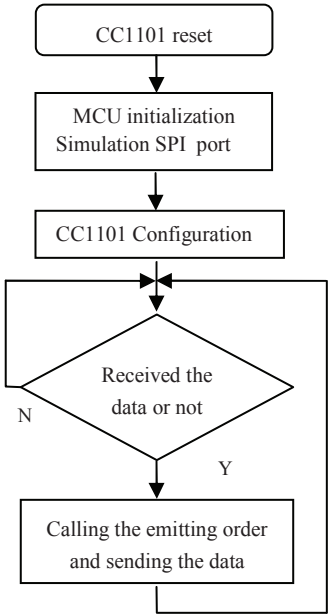 CC1101 reset
MCU initialization
Simulation SPI port
CC1101 Configuration
Received the
data or not
N
Y
Calling the emitting order
and sending the data